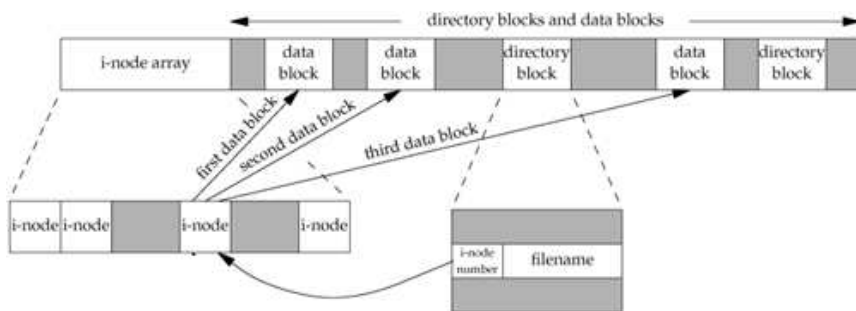 directory blocks and data blocks
i-node array
data
block
data
block
directory
block
data
block
directory
block
first data block
second data block
third data block
i-node
i-node
i-node
i-node
i-node
number
filename